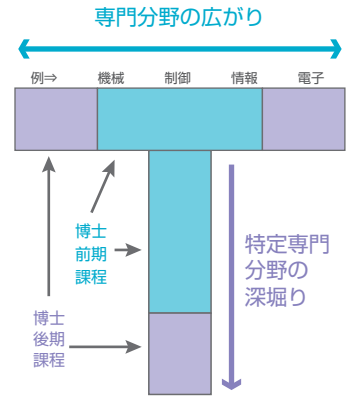 専門分野の広がり
例⇒ 機械 制御 情報 電子
博士
前期
課程
特定専門
分野の
深堀り
博士
後期
課程